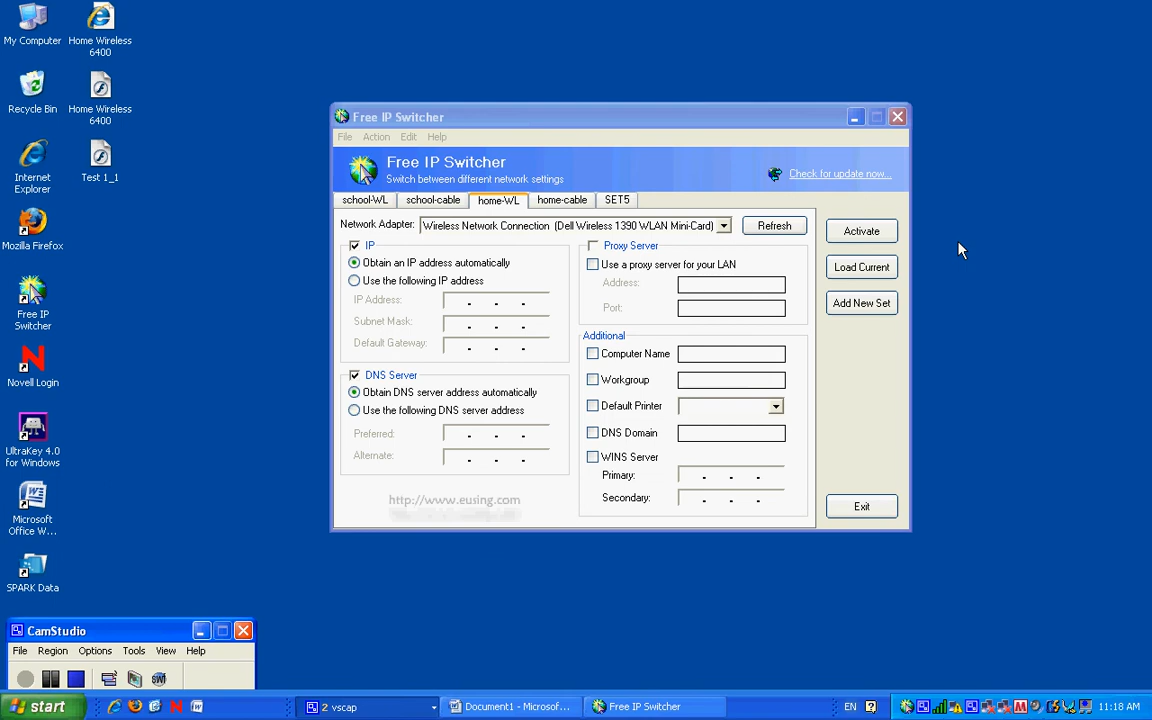 My Computer
Home Wireless
6400
Recycle Bin
Home Wireless
6400
Internet
Explorer
Test 1_1
Mozilla Firefox
Free IP
Switcher
Novell Login
UltraKey 4.0
for Windows
Microsoft
Office W...
SPARK Data
Free IP Switcher
File Action Edit Help
Free IP Switcher
Switch between different network settings
Check for update now...
school-WL school-cable home-WL home-cable SET5
Network Adapter: Wireless Network Connection (Dell Wireless 1390 WLAN Mini-Card) Refresh
IP
Obtain an IP address automatically
Use the following IP address
IP Address: . . .
Subnet Mask: . . .
Default Gateway: . . .
DNS Server
Obtain DNS server address automatically
Use the following DNS server address
Preferred: . . .
Alternate: . . .
http://www.eusing.com
Proxy Server
Use a proxy server for your LAN
Address:
Port:
Additional
Computer Name
Workgroup
Default Printer
DNS Domain
WINS Server
Primary: . . .
Secondary: . . .
Activate
Load Current
Add New Set
Exit
CamStudio
File Region Options Tools View Help
SWF
start
2 vscap
Document1 - Microsof...
Free IP Switcher
EN
11:18 AM